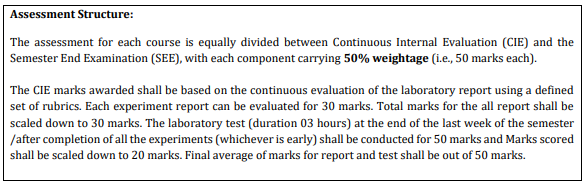 Assessment Structure:
The assessment for each course is equally divided between Continuous Internal Evaluation (CIE) and the
Semester End Examination (SEE), with each component carrying 50% weightage (i.e., 50 marks each).
The CIE marks awarded shall be based on the continuous evaluation of the laboratory report using a defined
set of rubrics. Each experiment report can be evaluated for 30 marks. Total marks for the all report shall be
scaled down to 30 marks. The laboratory test (duration 03 hours) at the end of the last week of the semester
/after completion of all the experiments (whichever is early) shall be conducted for 50 marks and Marks scored
shall be scaled down to 20 marks. Final average of marks for report and test shall be out of 50 marks.